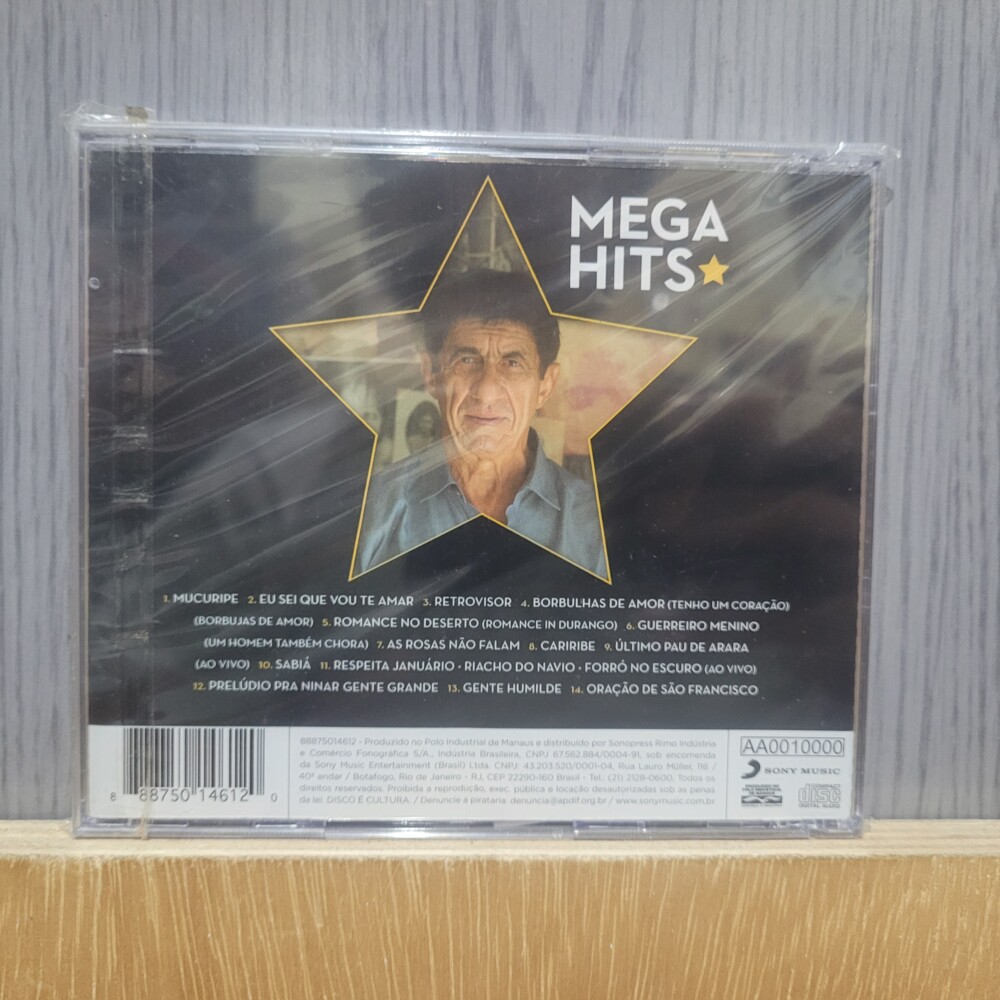 MEGA
HITS
1. MUCURIPE 2. EU SEI QUE VOU TE AMAR 3. RETROVISOR 4. BORBULHAS DE AMOR (TENHO UM CORAÇÃO)
(BORBUJAS DE AMOR) 5. ROMANCE NO DESERTO (ROMANCE IN DURANGO) 6. GUERREIRO MENINO
(UM HOMEM TAMBÉM CHORA) 7. AS ROSAS NÃO FALAM 8. CARIRIBE 9. ÚLTIMO PAU DE ARARA
(AO VIVO) 10. SABIÁ 11. RESPEITA JANUÁRIO - RIACHO DO NAVIO - FORRÓ NO ESCURO (AO VIVO)
12. PRELÚDIO PRA NINAR GENTE GRANDE 13. GENTE HUMILDE 14. ORAÇÃO DE SÃO FRANCISCO
88875014612 - Produzido no Polo Industrial de Manaus e distribuído por Sonopress Rimo Indústria
e Comércio Fonográfica S/A., Indústria Brasileira, CNPJ 67.562.884/0004-91, sob encomenda
da Sony Music Entertainment (Brasil) Ltda. CNPJ: 43.203.520/0001-04, Rua Lauro Müller, 116 /
40º andar / Botafogo, Rio de Janeiro - RJ, CEP 22290-160 Brasil - Tel.: (21) 2128-0600. Todos os
direitos reservados. Proibida a reprodução, exec. pública e locação desautorizadas sob as penas
da lei. DISCO É CULTURA. / Denuncie a pirataria: denuncia@apdif.org.br / www.sonymusic.com.br
8 88750 14612 0
AA0010000
SONY MUSIC
disc
DIGITAL AUDIO